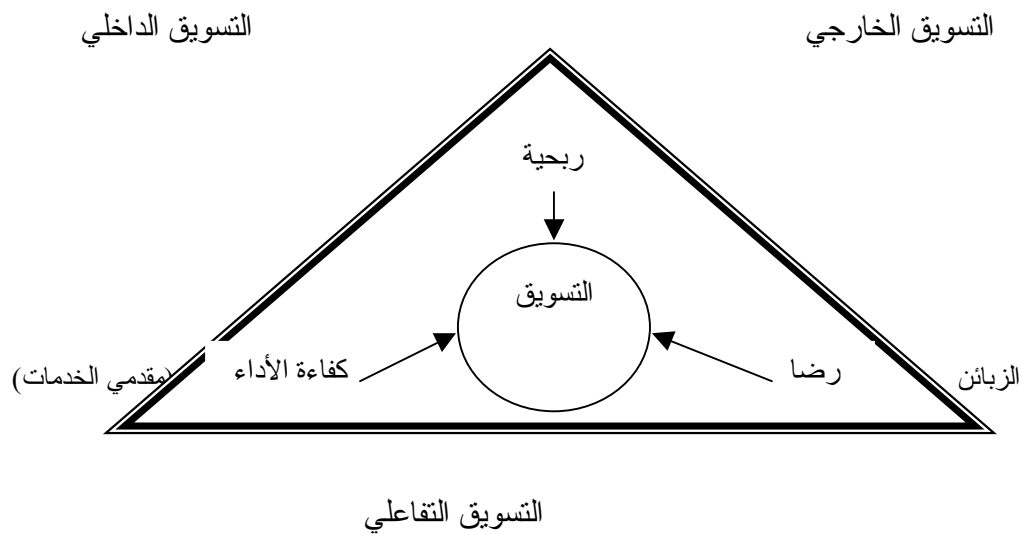 التسويق الخارجي
التسويق الداخلي
ربحية
التسويق
الزبائن
رضا
كفاءة الأداء
(مقدمي الخدمات)
التسويق التفاعلي